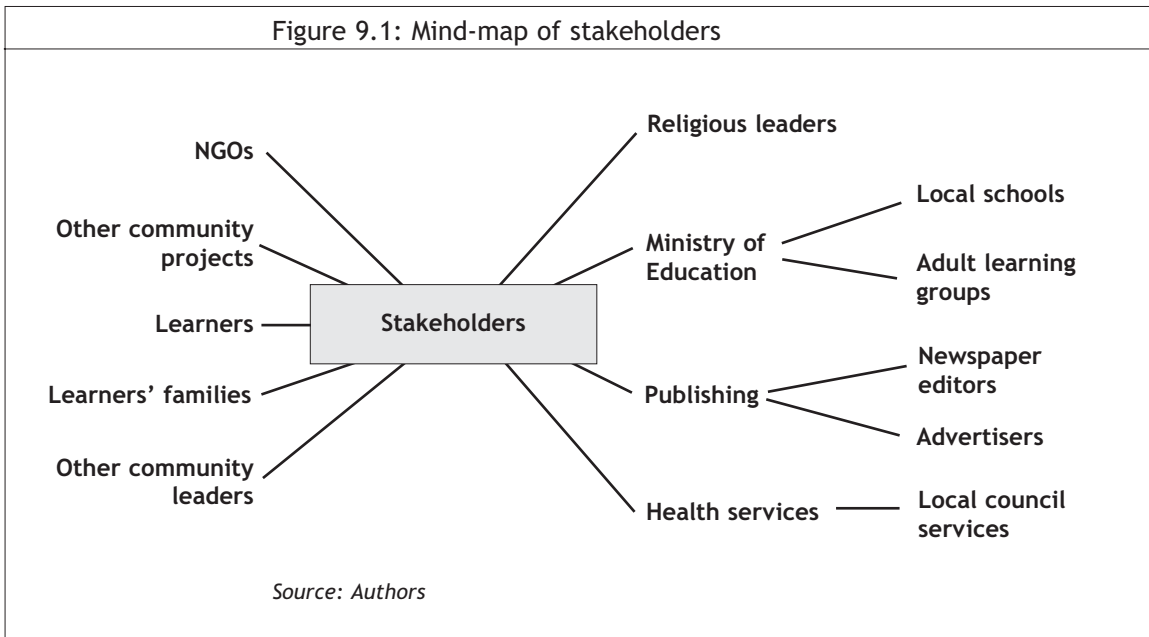 Figure 9.1: Mind-map of stakeholders
NGOs
Other community
projects
Learners
Learners’ families
Other community
leaders
Stakeholders
Religious leaders
Ministry of
Education
Local schools
Adult learning
groups
Publishing
Newspaper
editors
Advertisers
Health services
Local council
services
Source: Authors